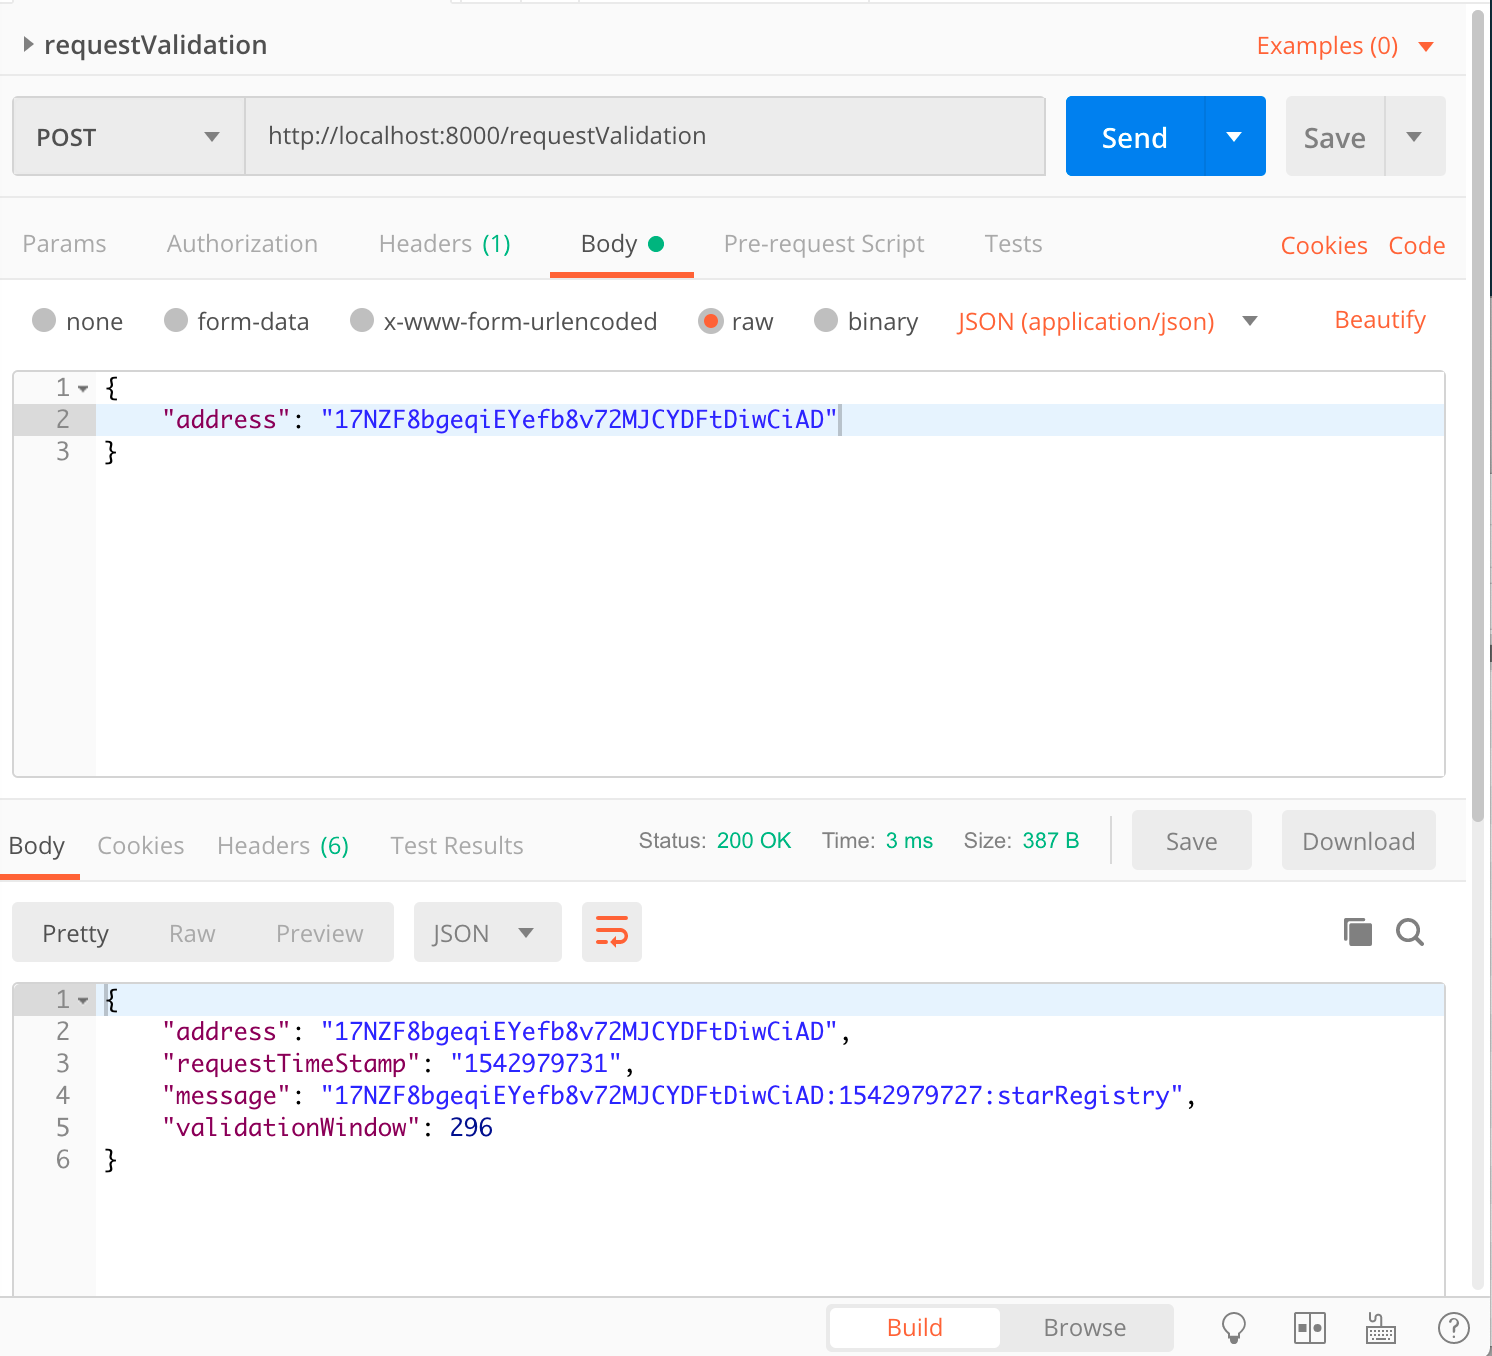 requestValidation
Examples (0)
POST http://localhost:8000/requestValidation Send Save
Params Authorization Headers (1) Body Pre-request Script Tests Cookies Code
none form-data x-www-form-urlencoded raw binary JSON (application/json) Beautify
1 {
2 "address": "17NZF8bgeqiEYefb8v72MJCYDFtDiwCiAD"
3 }
Body Cookies Headers (6) Test Results Status: 200 OK Time: 3 ms Size: 387 B Save Download
Pretty Raw Preview JSON
1 {
2 "address": "17NZF8bgeqiEYefb8v72MJCYDFtDiwCiAD",
3 "requestTimeStamp": "1542979731",
4 "message": "17NZF8bgeqiEYefb8v72MJCYDFtDiwCiAD:1542979727:starRegistry",
5 "validationWindow": 296
6 }
Build Browse ?